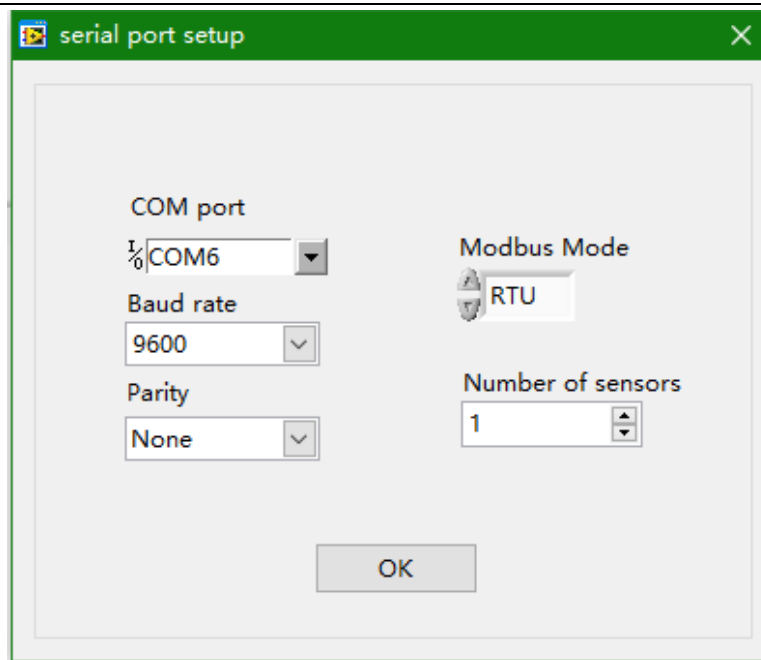 serial port setup
COM port
I/O COM6
Baud rate
9600
Parity
None
Modbus Mode
RTU
Number of sensors
1
OK